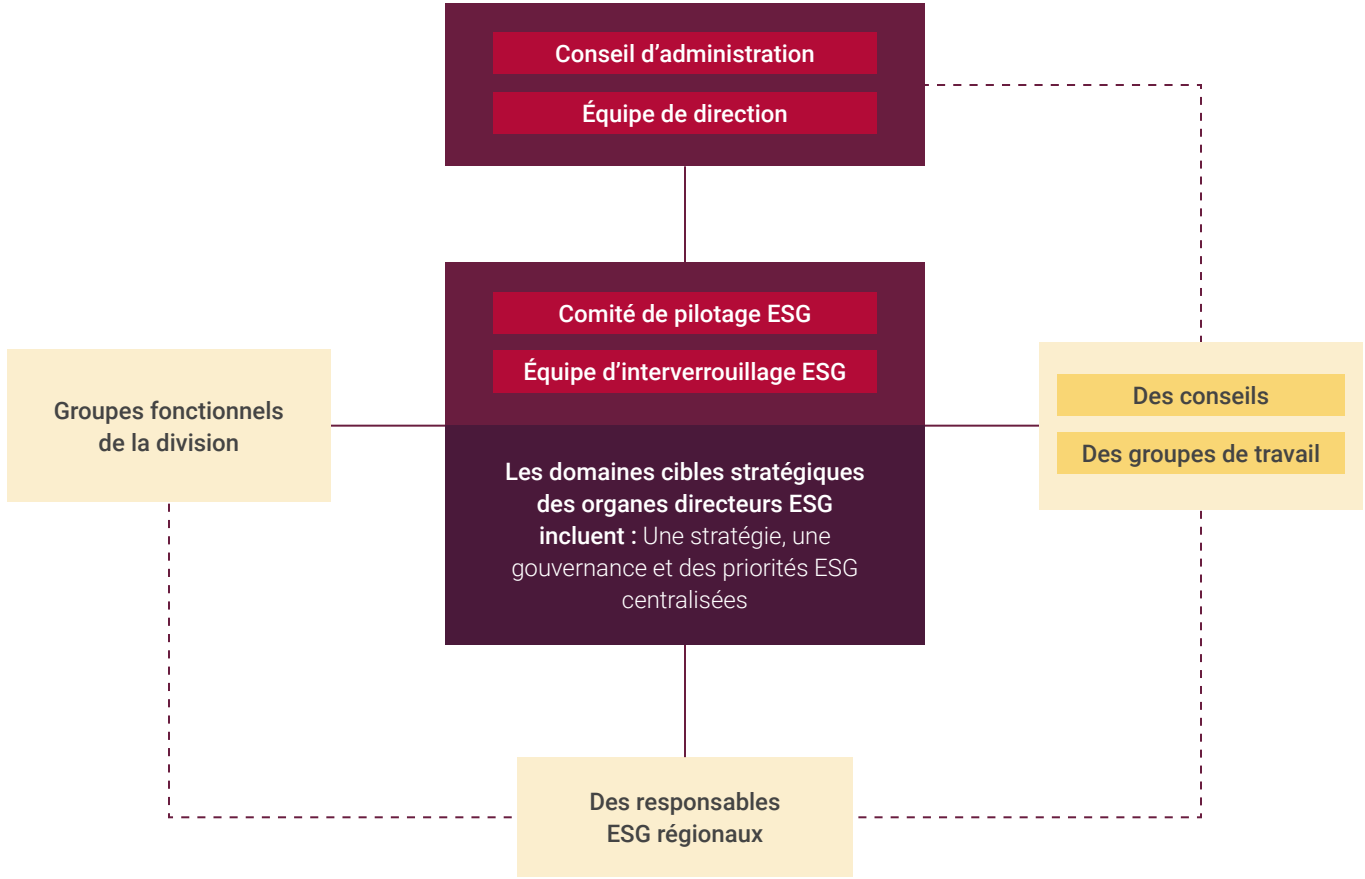 Conseil d’administration
Équipe de direction
Comité de pilotage ESG
Équipe d’interverrouillage ESG
Groupes fonctionnels
de la division
Des conseils
Des groupes de travail
Les domaines cibles stratégiques
des organes directeurs ESG
incluent : Une stratégie, une
gouvernance et des priorités ESG
centralisées
Des responsables
ESG régionaux